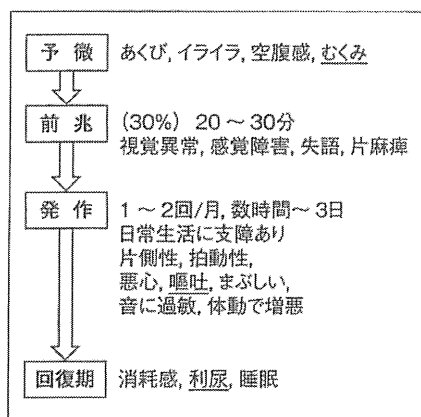 予 微 あくび, イライラ, 空腹感, むくみ
前 兆 (30%) 20 ~ 30分
視覚異常, 感覚障害, 失語, 片麻痺
発 作 1 ~ 2回/月, 数時間~ 3日
日常生活に支障あり
片側性, 拍動性,
悪心, 嘔吐, まぶしい,
音に過敏, 体動で増悪
回復期 消耗感, 利尿, 睡眠